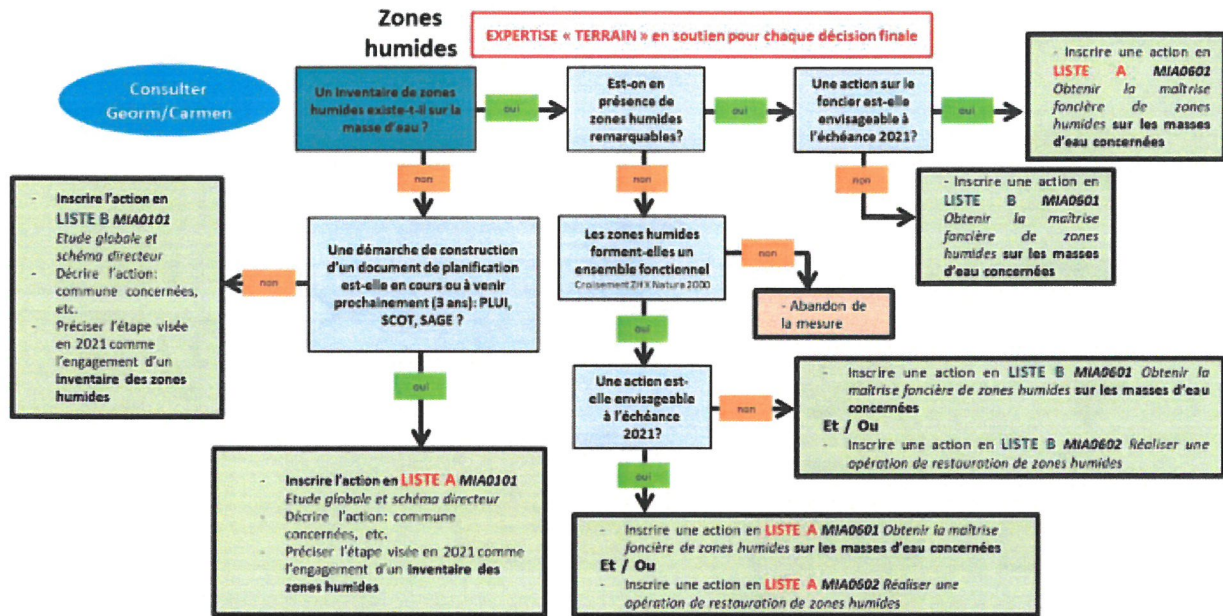 Zones
humides
EXPERTISE « TERRAIN » en soutien pour chaque décision finale
Consulter
Georm/Carmen
Un inventaire de zones
humides existe-t-il sur la
masse d'eau ?
oui
Est-on en
présence de
zones humides
remarquables?
oui
Une action sur le
foncier est-elle
envisageable à
l'échéance 2021?
oui
- Inscrire une action en
LISTE A MIA0601
Obtenir la maîtrise
foncière de zones
humides sur les masses
d'eau concernées
non
non
non
- Inscrire une action en
LISTE B MIA0601
Obtenir la maîtrise
foncière de zones
humides sur les masses
d'eau concernées
- Inscrire l'action en
LISTE B MIA0101
Etude globale et
schéma directeur
- Décrire l'action:
commune concernées,
etc.
- Préciser l'étape visée
en 2021 comme
l'engagement d'un
inventaire des zones
humides
non
Une démarche de construction
d'un document de planification
est-elle en cours ou à venir
prochainement (3 ans): PLUI,
SCOT, SAGE ?
Les zones humides
forment-elles un
ensemble fonctionnel
Croisement ZH X Natura 2000
non
- Abandon de
la mesure
oui
oui
Une action est-
elle envisageable
à l'échéance
2021?
non
- Inscrire une action en LISTE B MIA0601 Obtenir la
maîtrise foncière de zones humides sur les masses d'eau
concernées
Et / Ou
- Inscrire une action en LISTE B MIA0602 Réaliser une
opération de restauration de zones humides
oui
- Inscrire l'action en LISTE A MIA0101
Etude globale et schéma directeur
- Décrire l'action: commune
concernées, etc.
- Préciser l'étape visée en 2021 comme
l'engagement d'un inventaire des
zones humides
- Inscrire une action en LISTE A MIA0601 Obtenir la maîtrise
foncière de zones humides sur les masses d'eau concernées
Et / Ou
- Inscrire une action en LISTE A MIA0602 Réaliser une
opération de restauration de zones humides